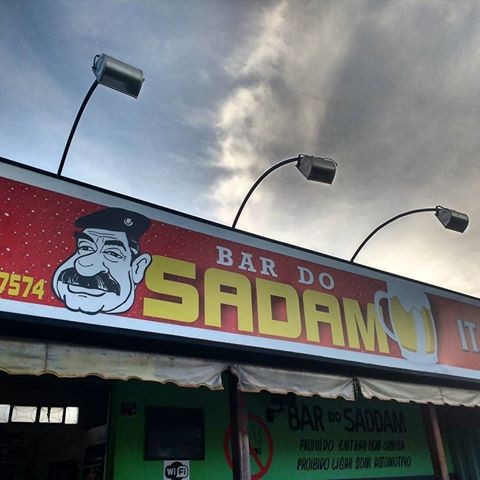 BAR DO
7574
SADAM
IT
BAR DO SADDAM
PROIBIDO ENTRAR SEM CAMISA
PROIBIDO LIGAR SOM AUTOMOTIVO
WiFi